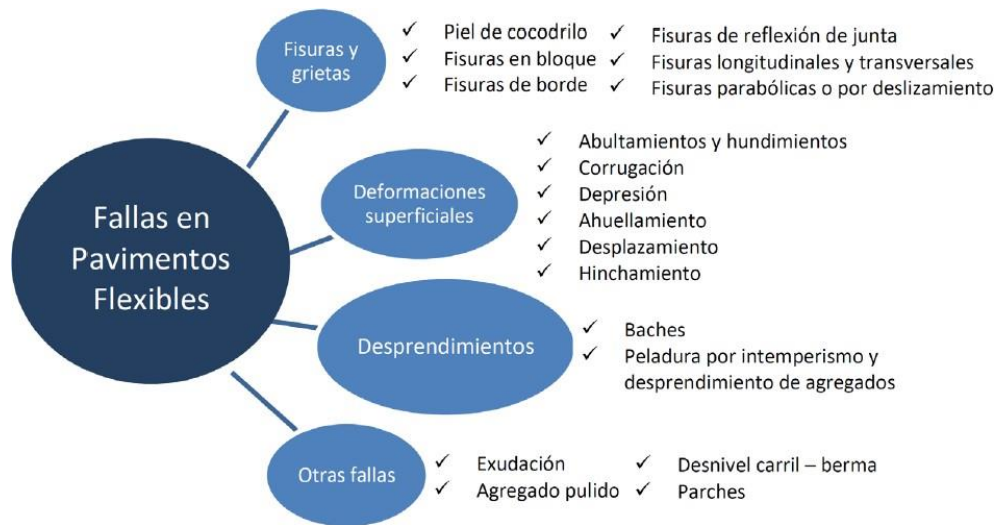 Fallas en
Pavimentos
Flexibles
Fisuras y
grietas
✓ Piel de cocodrilo
✓ Fisuras en bloque
✓ Fisuras de borde
✓ Fisuras de reflexión de junta
✓ Fisuras longitudinales y transversales
✓ Fisuras parabólicas o por deslizamiento
Deformaciones
superficiales
✓ Abultamientos y hundimientos
✓ Corrugación
✓ Depresión
✓ Ahuellamiento
✓ Desplazamiento
✓ Hinchamiento
Desprendimientos
✓ Baches
✓ Peladura por intemperismo y
desprendimiento de agregados
Otras fallas
✓ Exudación
✓ Agregado pulido
✓ Desnivel carril – berma
✓ Parches